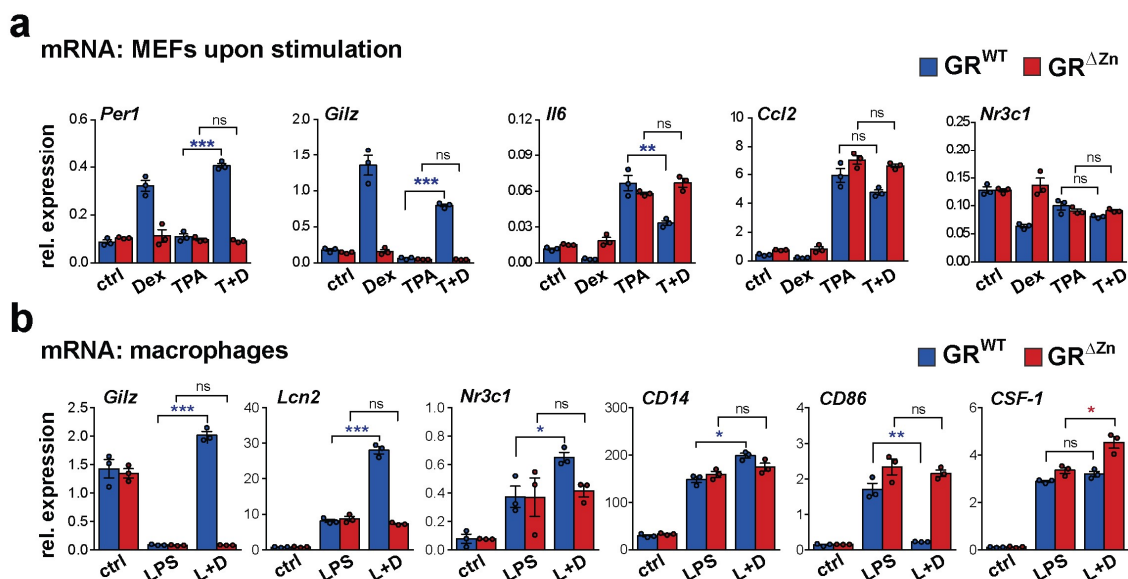 a
mRNA: MEFs upon stimulation
GR^WT GR^ΔZn
Per1 Gilz Il6 Ccl2 Nr3c1
rel. expression
0.6 0.4 0.2 0.0
*** ns
ctrl Dex TPA T+D
2.0 1.5 1.0 0.5 0.0
*** ns
ctrl Dex TPA T+D
0.12 0.09 0.06 0.03 0.00
** ns
ctrl Dex TPA T+D
10 8 6 4 2 0
ns ns
ctrl Dex TPA T+D
0.25 0.20 0.15 0.10 0.05 0.00
ns ns
ctrl Dex TPA T+D
b
mRNA: macrophages
GR^WT GR^ΔZn
Gilz Lcn2 Nr3c1 CD14 CD86 CSF-1
rel. expression
2.5 2.0 1.5 1.0 0.5 0.0
*** ns
ctrl LPS L+D
40 30 20 10 0
*** ns
ctrl LPS L+D
1.0 0.8 0.6 0.4 0.2 0.0
* ns
ctrl LPS L+D
300 200 100 0
* ns
ctrl LPS L+D
4 3 2 1 0
** ns
ctrl LPS L+D
6 4 2 0
ns *
ctrl LPS L+D